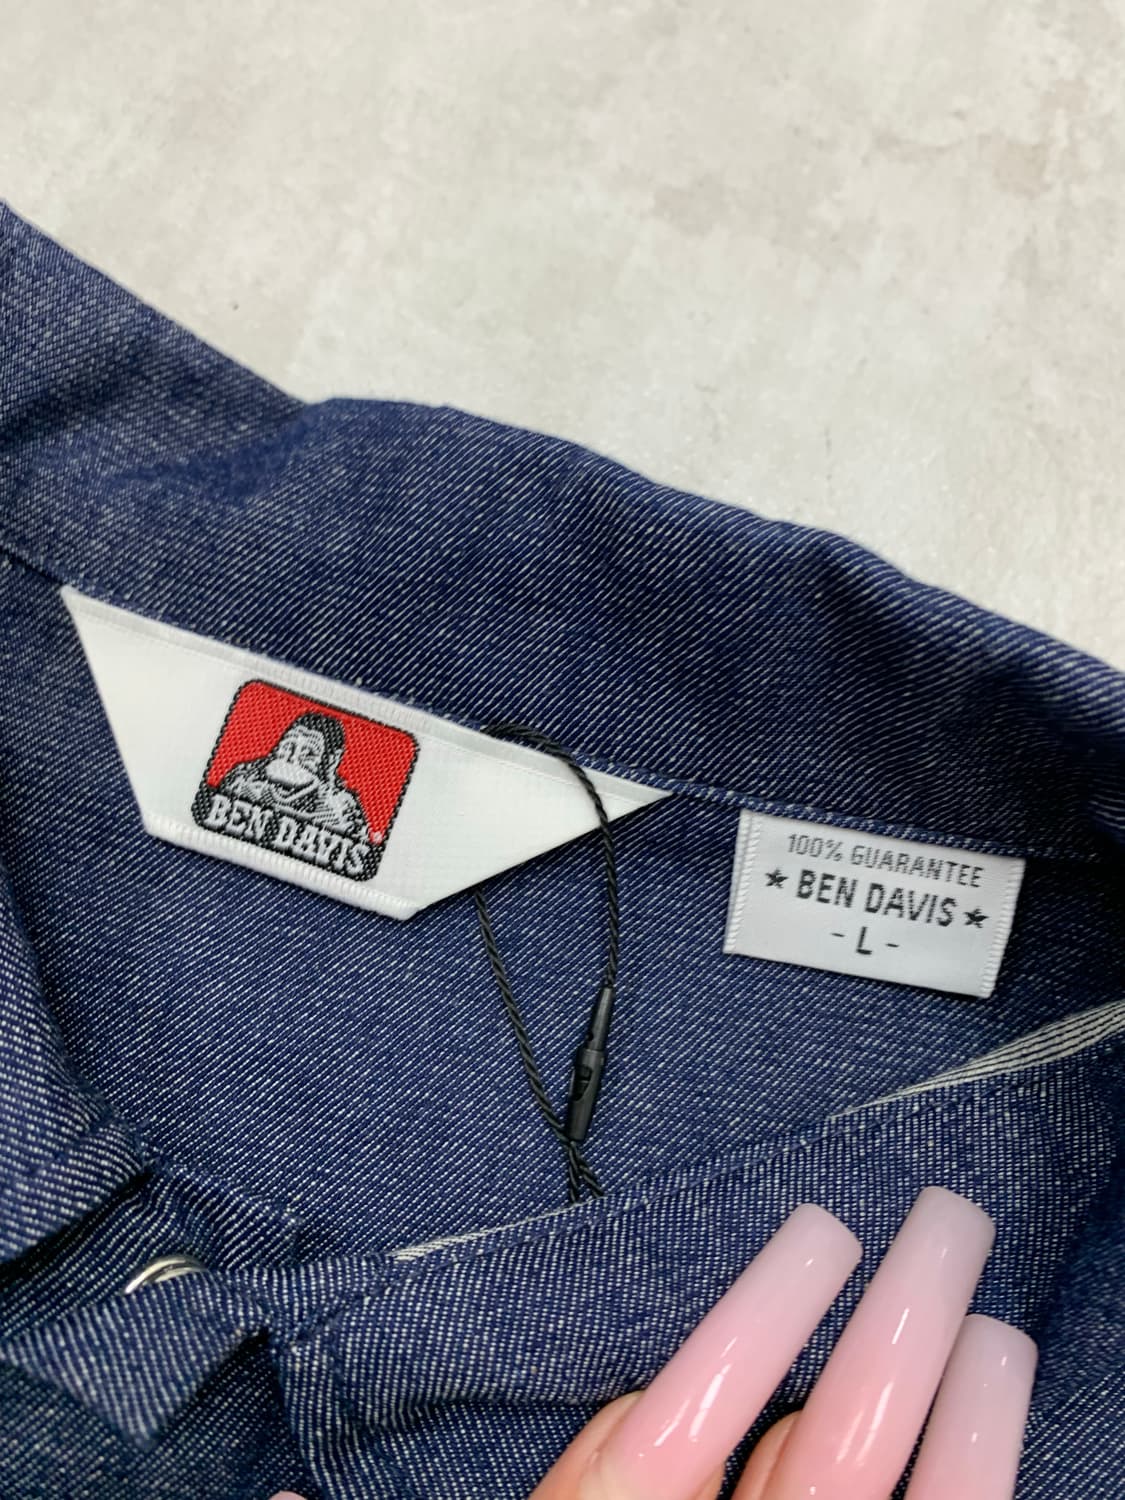 BEN DAVIS
100% GUARANTEE
★ BEN DAVIS ★
- L -